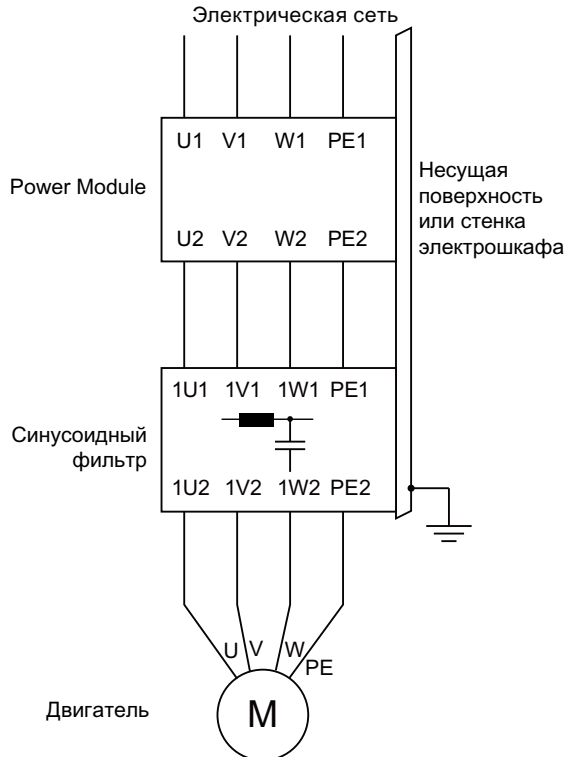 Электрическая сеть
U1 V1 W1 PE1
Power Module
Несущая
поверхность
или стенка
электрошкафа
U2 V2 W2 PE2
1U1 1V1 1W1 PE1
Синусоидный
фильтр
1U2 1V2 1W2 PE2
U V W
PE
Двигатель
M